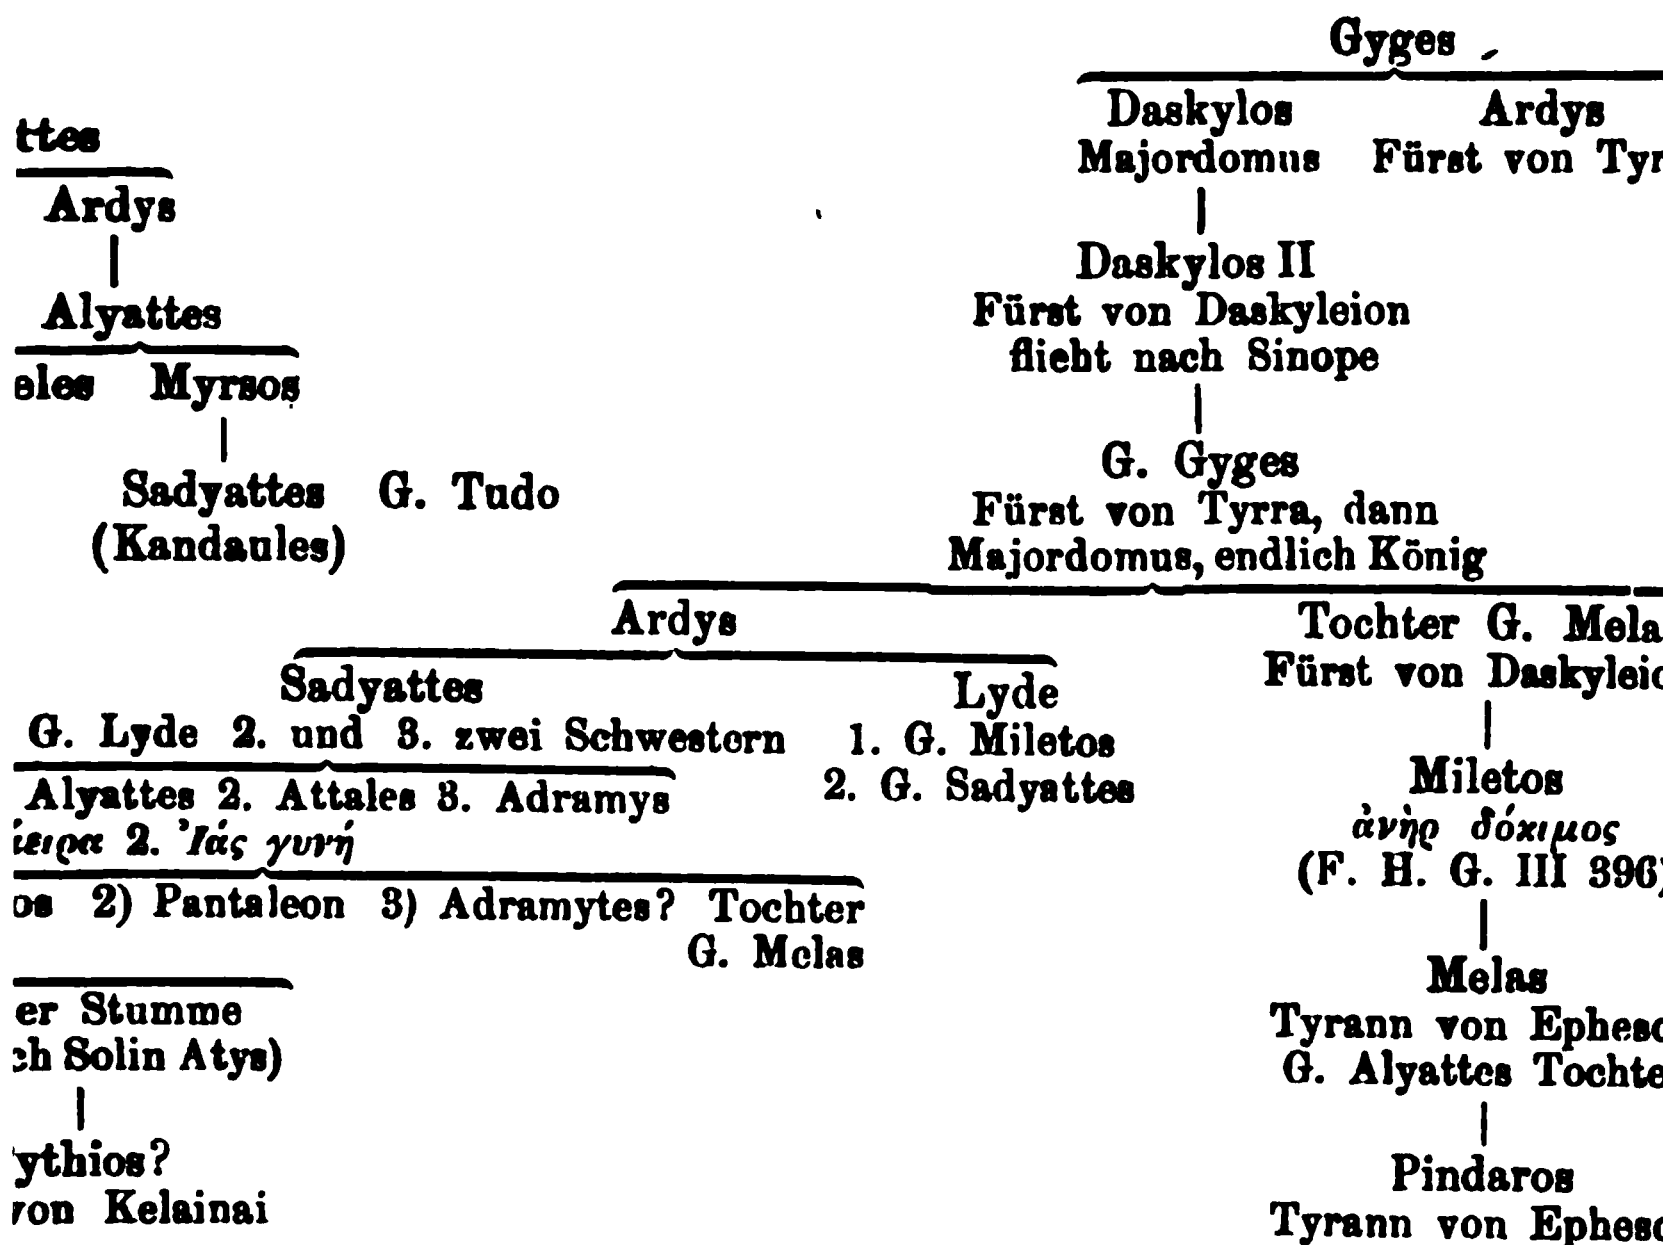 Gyges
Daskylos Ardys
Majordomus Fürst von Tyr
ttes
Ardys
Alyattes
eles Myrsos
Sadyattes G. Tudo
(Kandaules)
Daskylos II
Fürst von Daskyleion
flieht nach Sinope
G. Gyges
Fürst von Tyrra, dann
Majordomus, endlich König
Ardys
Tochter G. Mela
Fürst von Daskyleio
Sadyattes Lyde
G. Lyde 2. und 3. zwei Schwestern
1. G. Miletos
2. G. Sadyattes
Alyattes 2. Attales 3. Adramys
ειρα 2. Ἰάς γυνή
os 2) Pantaleon 3) Adramytes? Tochter
G. Melas
er Stumme
ch Solin Atys)
ythios?
von Kelainai
Miletos
ἀνὴρ δόκιμος
(F. H. G. III 396)
Melas
Tyrann von Epheso
G. Alyattes Tochte
Pindaros
Tyrann von Epheso